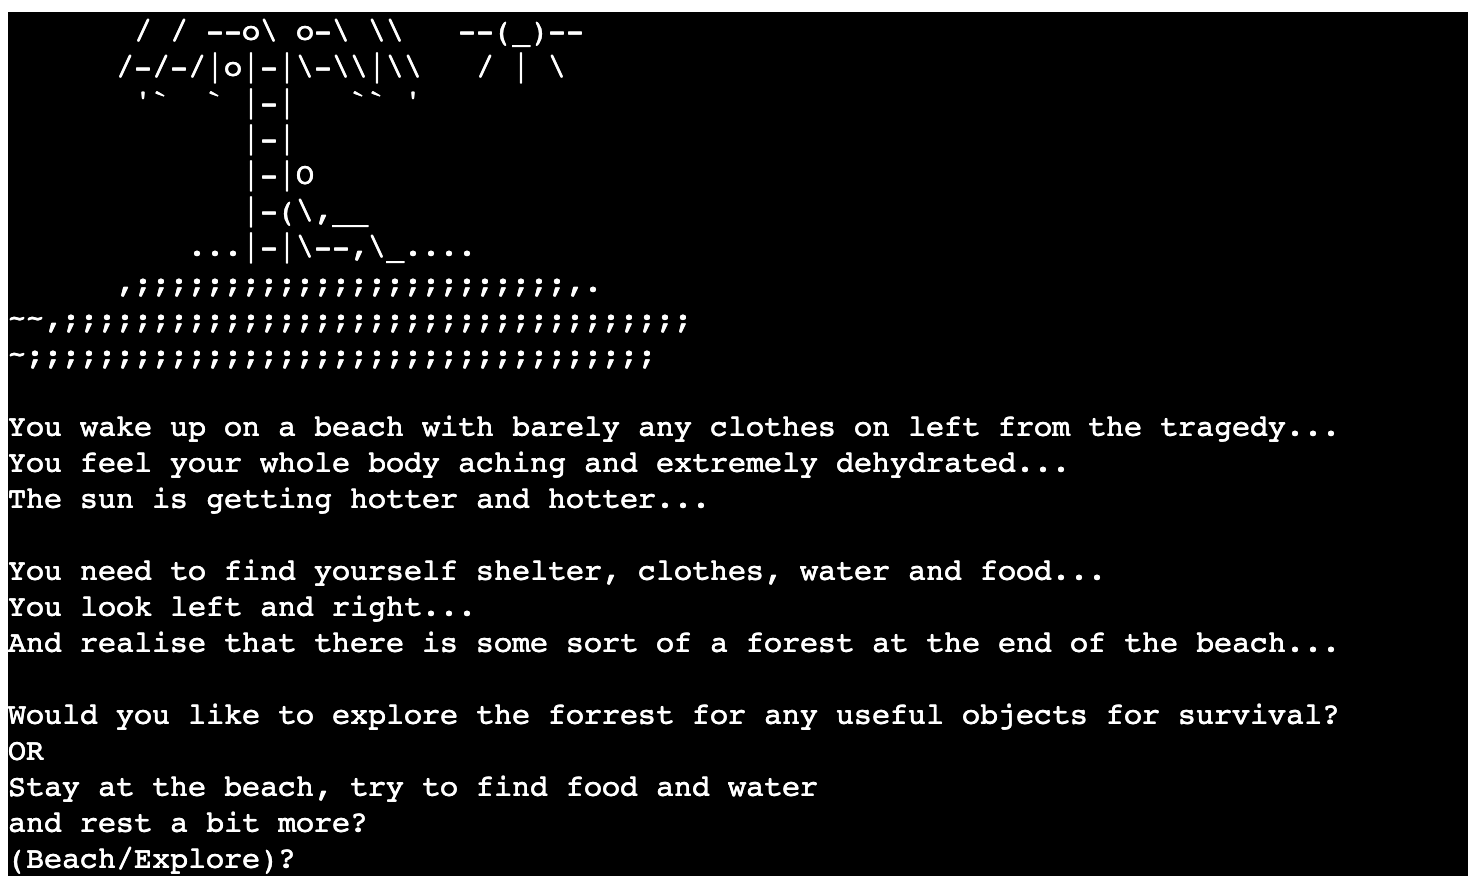 You wake up on a beach with barely any clothes on left from the tragedy...
You feel your whole body aching and extremely dehydrated...
The sun is getting hotter and hotter...
You need to find yourself shelter, clothes, water and food...
You look left and right...
And realise that there is some sort of a forest at the end of the beach...
Would you like to explore the forrest for any useful objects for survival?
OR
Stay at the beach, try to find food and water
and rest a bit more?
(Beach/Explore)?